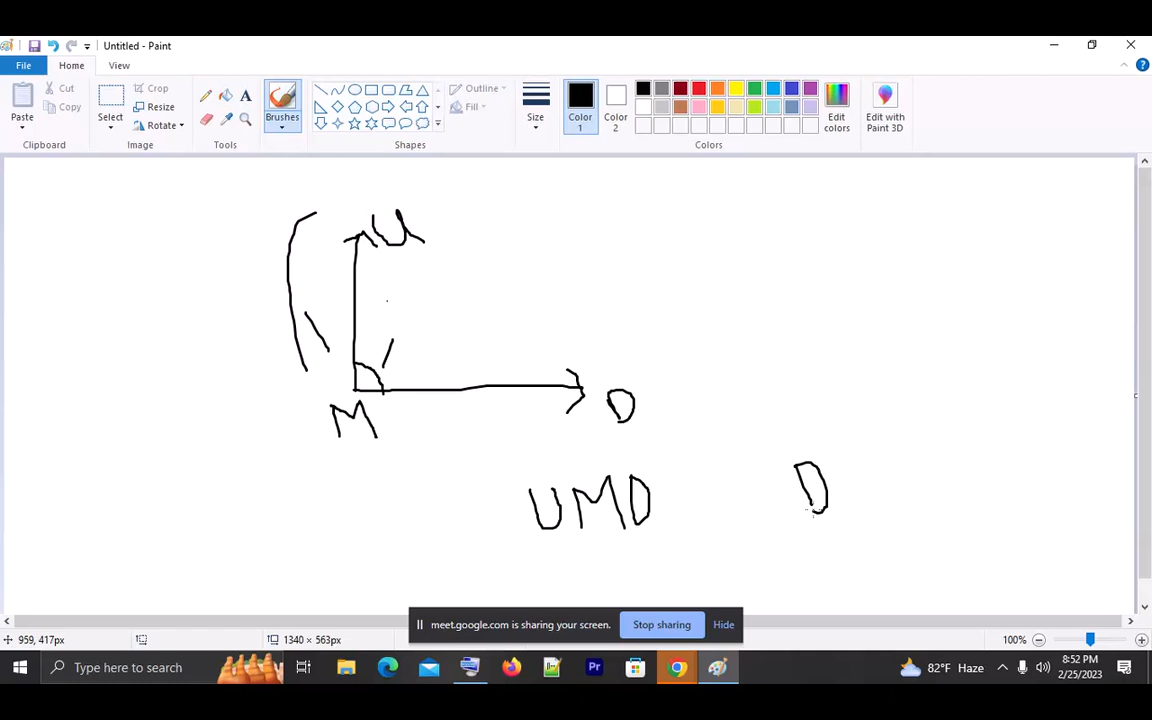 Untitled - Paint
File Home View
Paste
Cut
Copy
Clipboard
Select
Crop
Resize
Rotate
Image
A
Tools
Brushes
Outline
Fill
Shapes
Size
Color 1
Color 2
Edit colors
Colors
Edit with Paint 3D
U
M
D
UMD
D
meet.google.com is sharing your screen. Stop sharing Hide
959, 417px 1340 × 563px 100%
Type here to search
Pr
82°F Haze
8:52 PM
2/25/2023